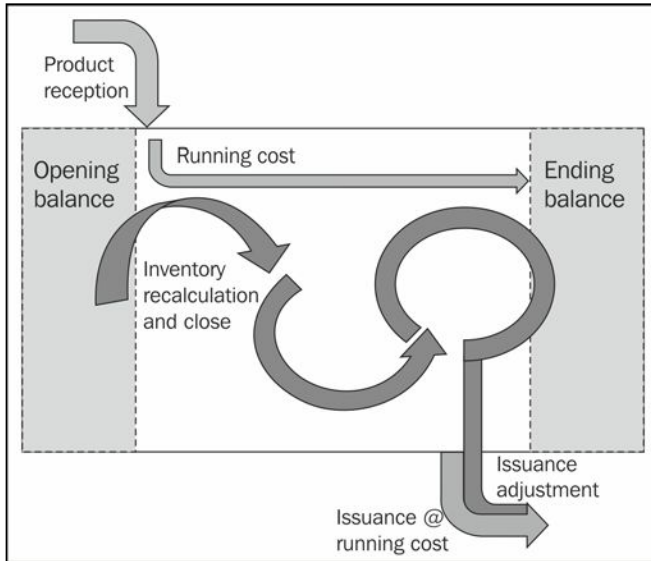 Product
reception
Opening
balance
Running cost
Ending
balance
Inventory
recalculation
and close
Issuance
adjustment
Issuance @
running cost